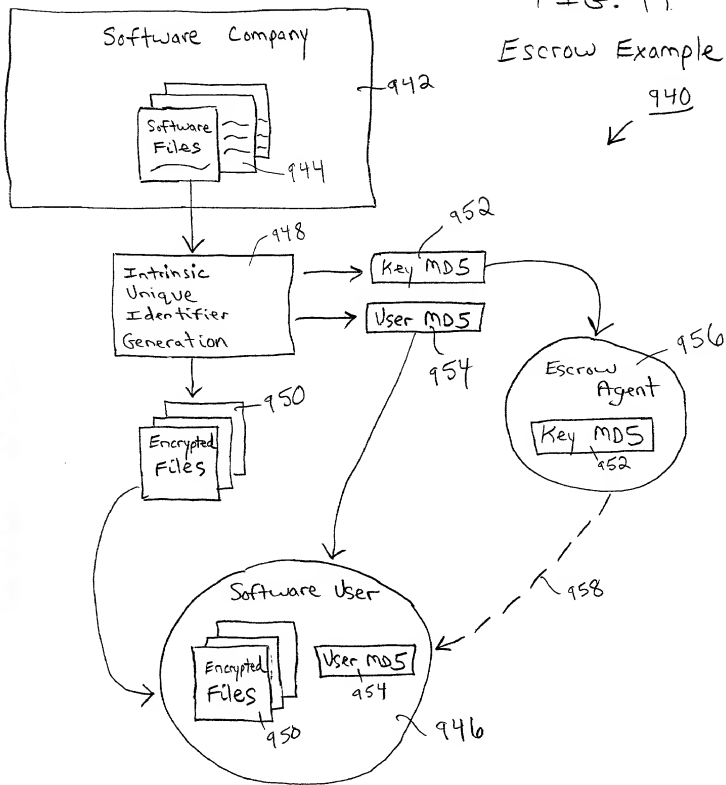 Escrow Example
940
Software Company
942
Software
Files
944
948
Intrinsic
Unique
Identifier
Generation
952
Key MD5
User MD5
954
956
Escrow
Agent
Key MD5
952
950
Encrypted
Files
958
Software User
Encrypted
Files
950
User MD5
954
946